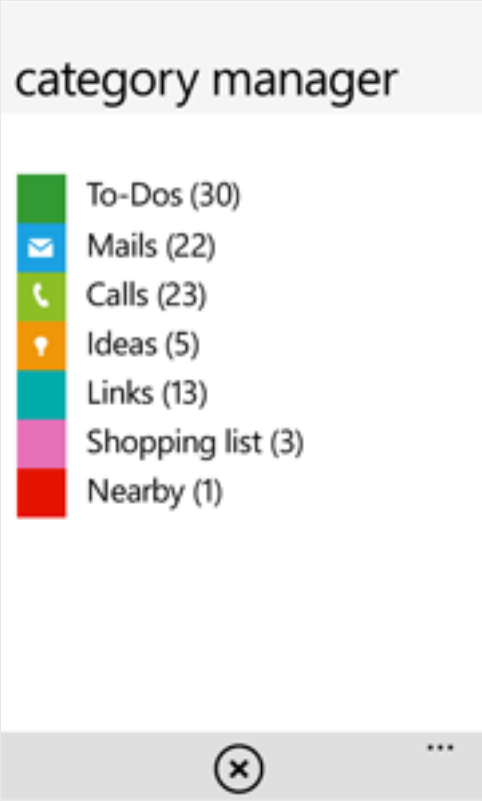 category manager
To-Dos (30)
Mails (22)
Calls (23)
Ideas (5)
Links (13)
Shopping list (3)
Nearby (1)